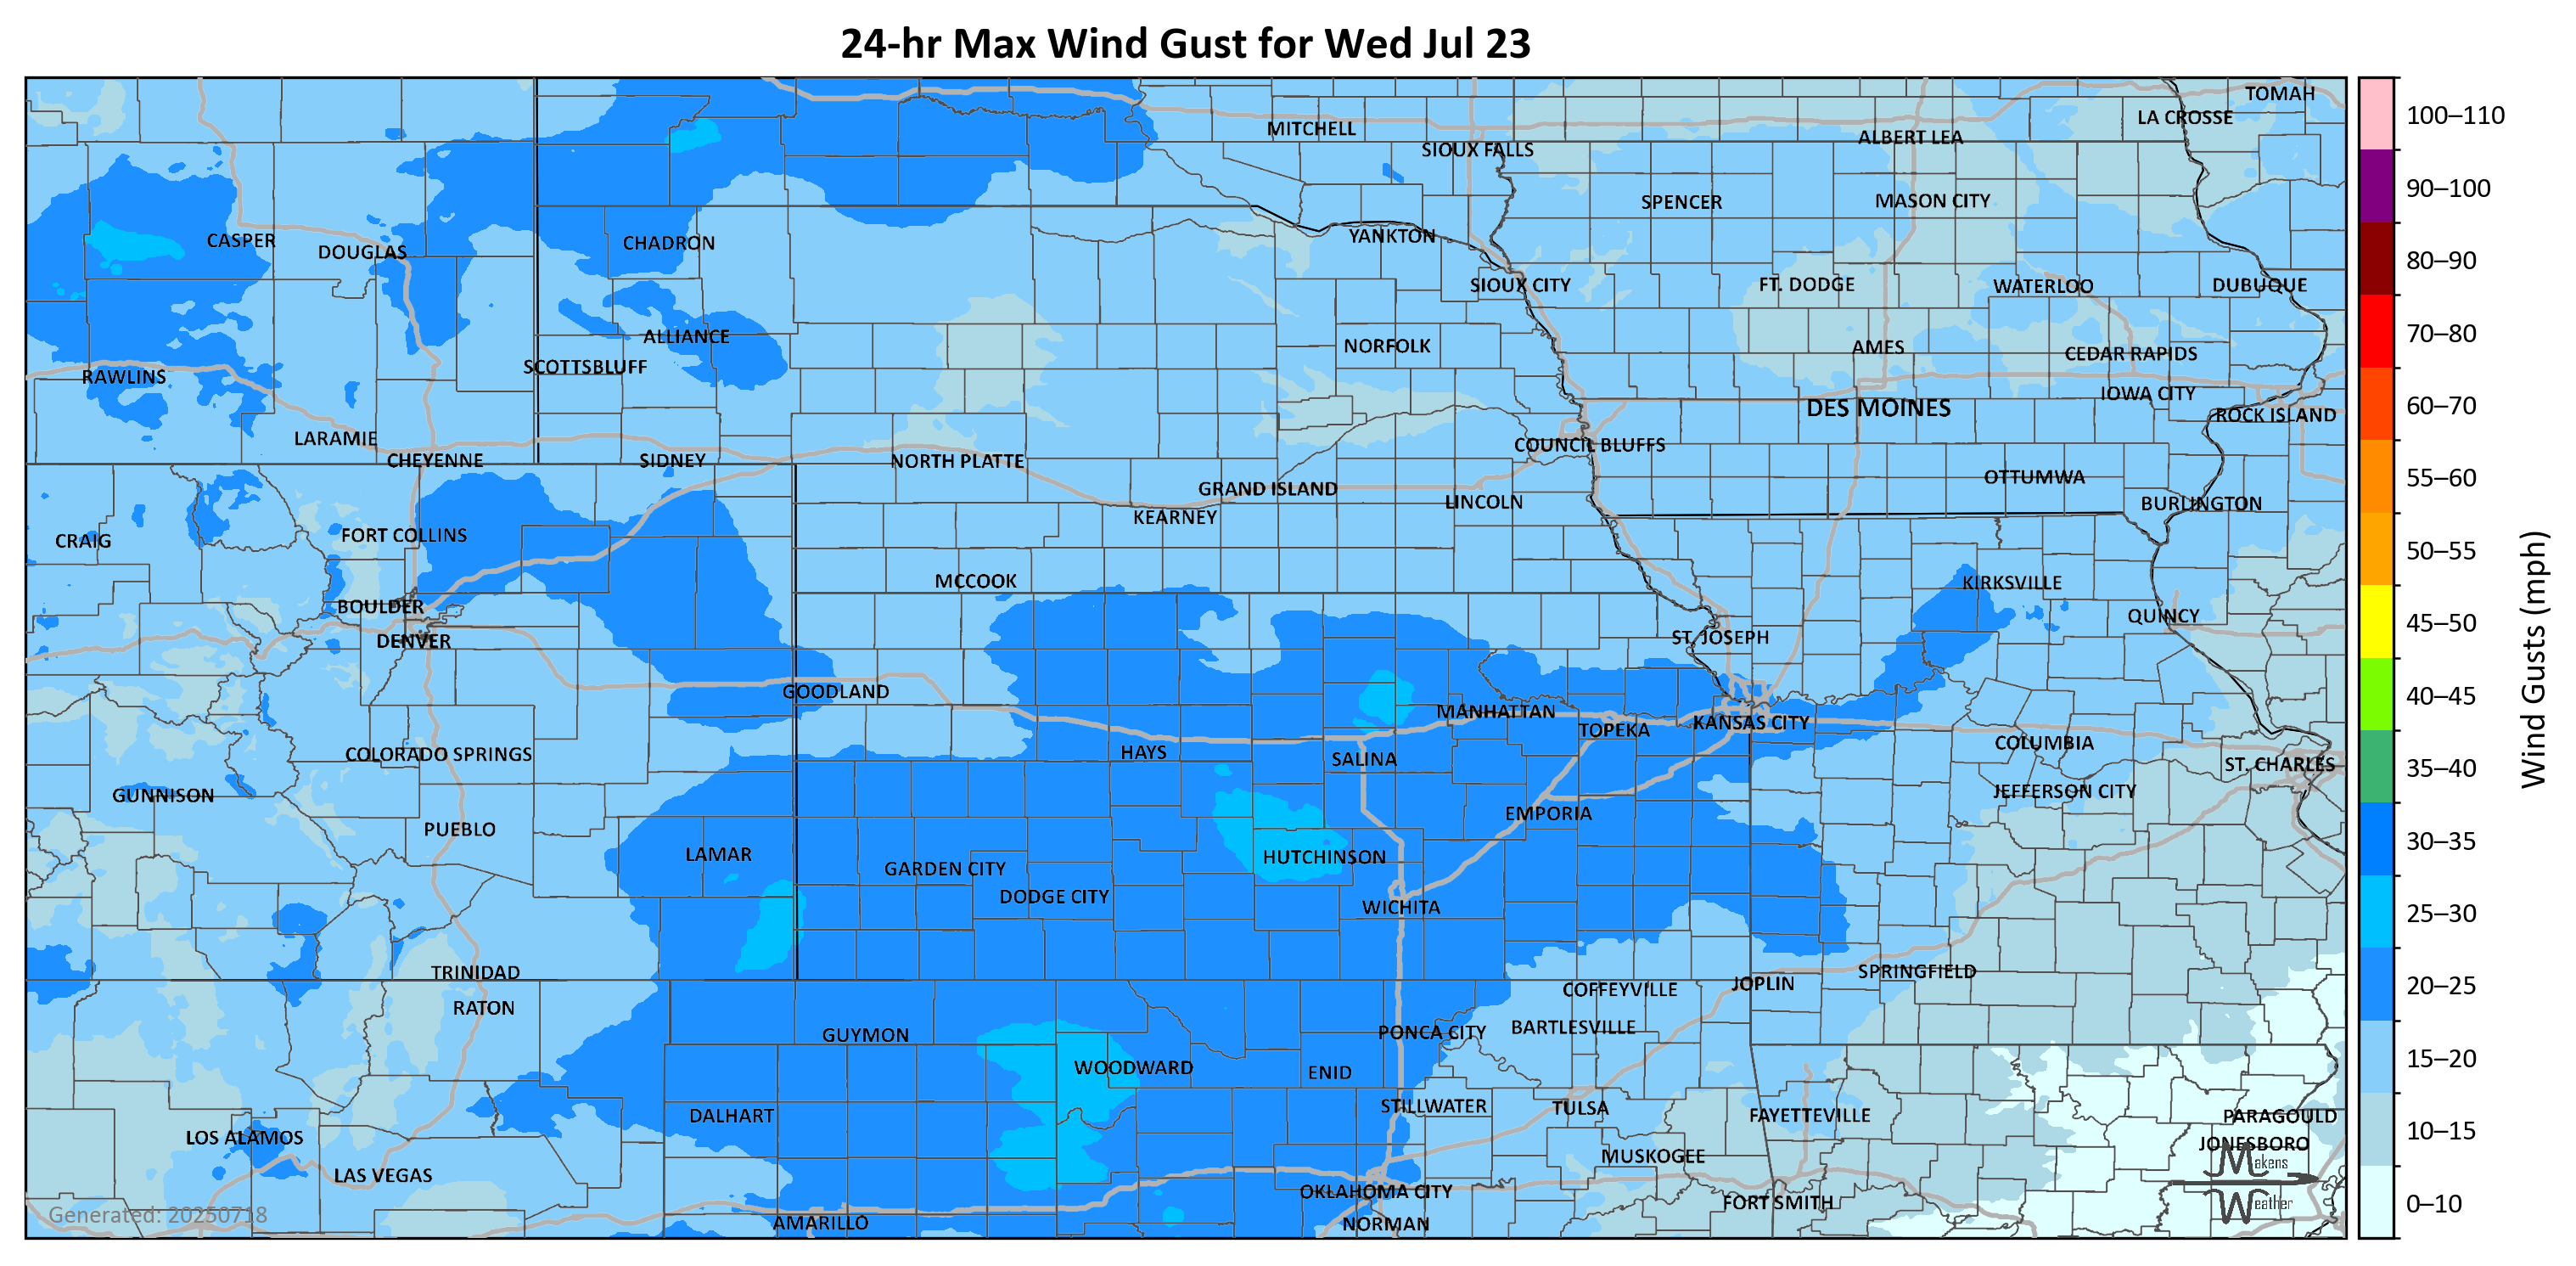 24-hr Max Wind Gust for Wed Jul 23
TOMAH
LA CROSSE
MITCHELL
ALBERT LEA
SIOUX FALLS
SPENCER
MASON CITY
CASPER
DOUGLAS
CHADRON
YANKTON
SIOUX CITY
FT. DODGE
WATERLOO
DUBUQUE
ALLIANCE
NORFOLK
AMES
CEDAR RAPIDS
SCOTTSBLUFF
RAWLINS
IOWA CITY
DES MOINES
ROCK ISLAND
LARAMIE
COUNCIL BLUFFS
CHEYENNE
SIDNEY
NORTH PLATTE
OTTUMWA
GRAND ISLAND
LINCOLN
BURLINGTON
KEARNEY
FORT COLLINS
CRAIG
MCCOOK
KIRKSVILLE
BOULDER
QUINCY
DENVER
ST. JOSEPH
GOODLAND
MANHATTAN
KANSAS CITY
TOPEKA
COLUMBIA
HAYS
COLORADO SPRINGS
SALINA
ST. CHARLES
JEFFERSON CITY
GUNNISON
EMPORIA
PUEBLO
LAMAR
HUTCHINSON
GARDEN CITY
DODGE CITY
WICHITA
TRINIDAD
SPRINGFIELD
JOPLIN
COFFEYVILLE
RATON
BARTLESVILLE
PONCA CITY
GUYMON
WOODWARD
ENID
STILLWATER
TULSA
DALHART
FAYETTEVILLE
PARAGOULD
LOS ALAMOS
JONESBORO
MUSKOGEE
LAS VEGAS
OKLAHOMA CITY
FORT SMITH
AMARILLO
NORMAN
Generated: 20250718
Makens
Weather
100–110
90–100
80–90
70–80
60–70
55–60
50–55
45–50
40–45
35–40
30–35
25–30
20–25
15–20
10–15
0–10
Wind Gusts (mph)